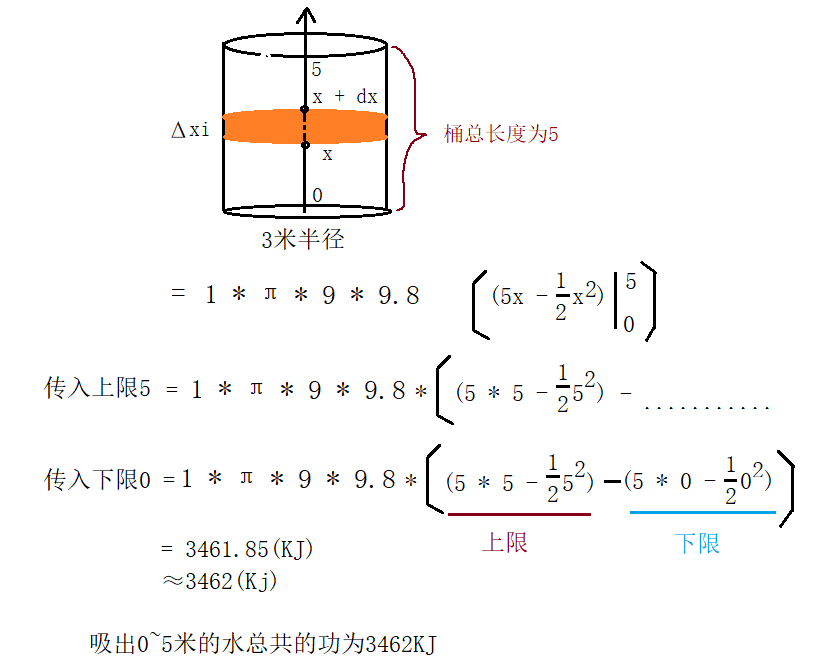 5
x + dx
Δxi
桶总长度为5
x
0
3米半径
= 1 * π * 9 * 9.8 ( (5x - 1/2 x²) | 5 0 )
传入上限5 = 1 * π * 9 * 9.8 * ( (5 * 5 - 1/2 5²) - ...........
传入下限0 = 1 * π * 9 * 9.8 * ( (5 * 5 - 1/2 5²) - (5 * 0 - 1/2 0²) )
上限 下限
= 3461.85(KJ)
≈3462(Kj)
吸出0~5米的水总共的功为3462KJ